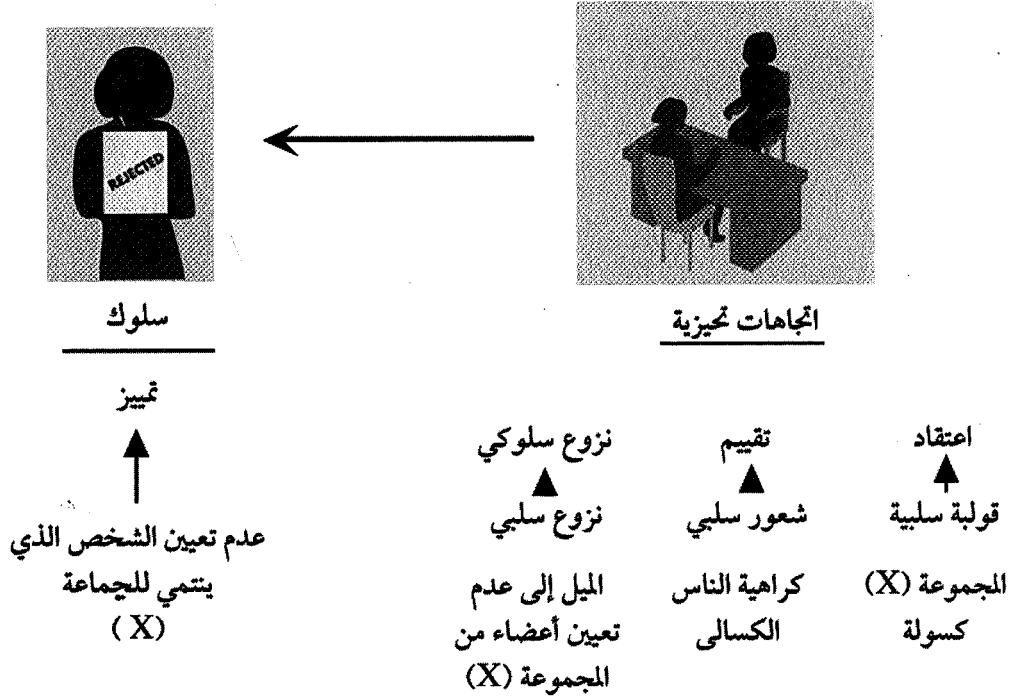 REJECTED
اتجاهات تحيزية
سلوك
تمييز
اعتقاد
تقييم
نزوع سلوكي
قولبة سلبية
شعور سلبي
نزوع سلبي
المجموعة (X)
كسولة
كراهية الناس
الكسالى
الميل إلى عدم
تعيين أعضاء من
المجموعة (X)
عدم تعيين الشخص الذي
ينتمي للجماعة
(X)